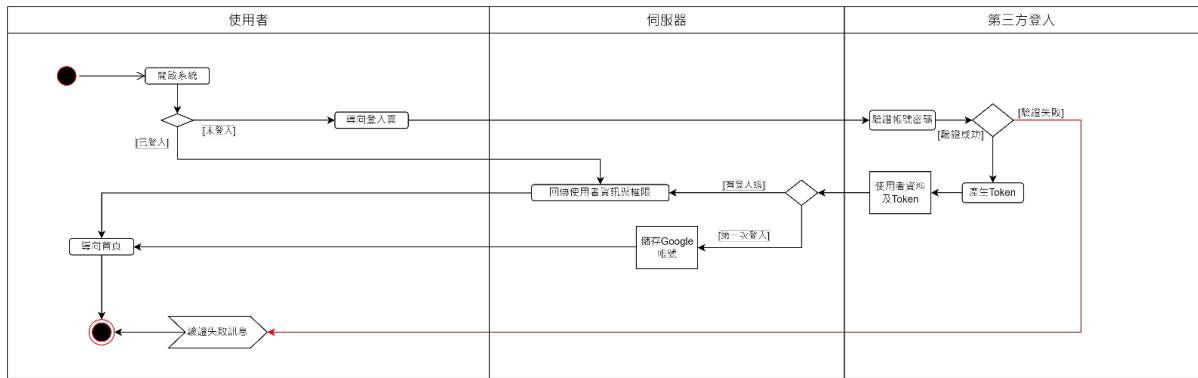 使用者
伺服器
第三方登入
開啟系統
[未登入]
導向登入頁
驗證帳號密碼
[驗證失敗]
[已登入]
[驗證成功]
回傳使用者資訊與權限
[有登入過]
使用者資料
及Token
產生Token
導向首頁
儲存Google
帳號
[第一次登入]
驗證失敗訊息